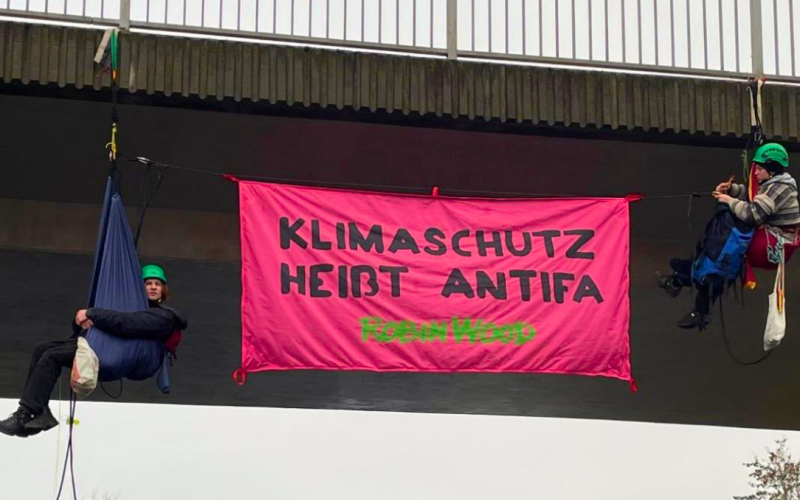 KLIMASCHUTZ
HEIẞT ANTIFA
ROBIN WOOD